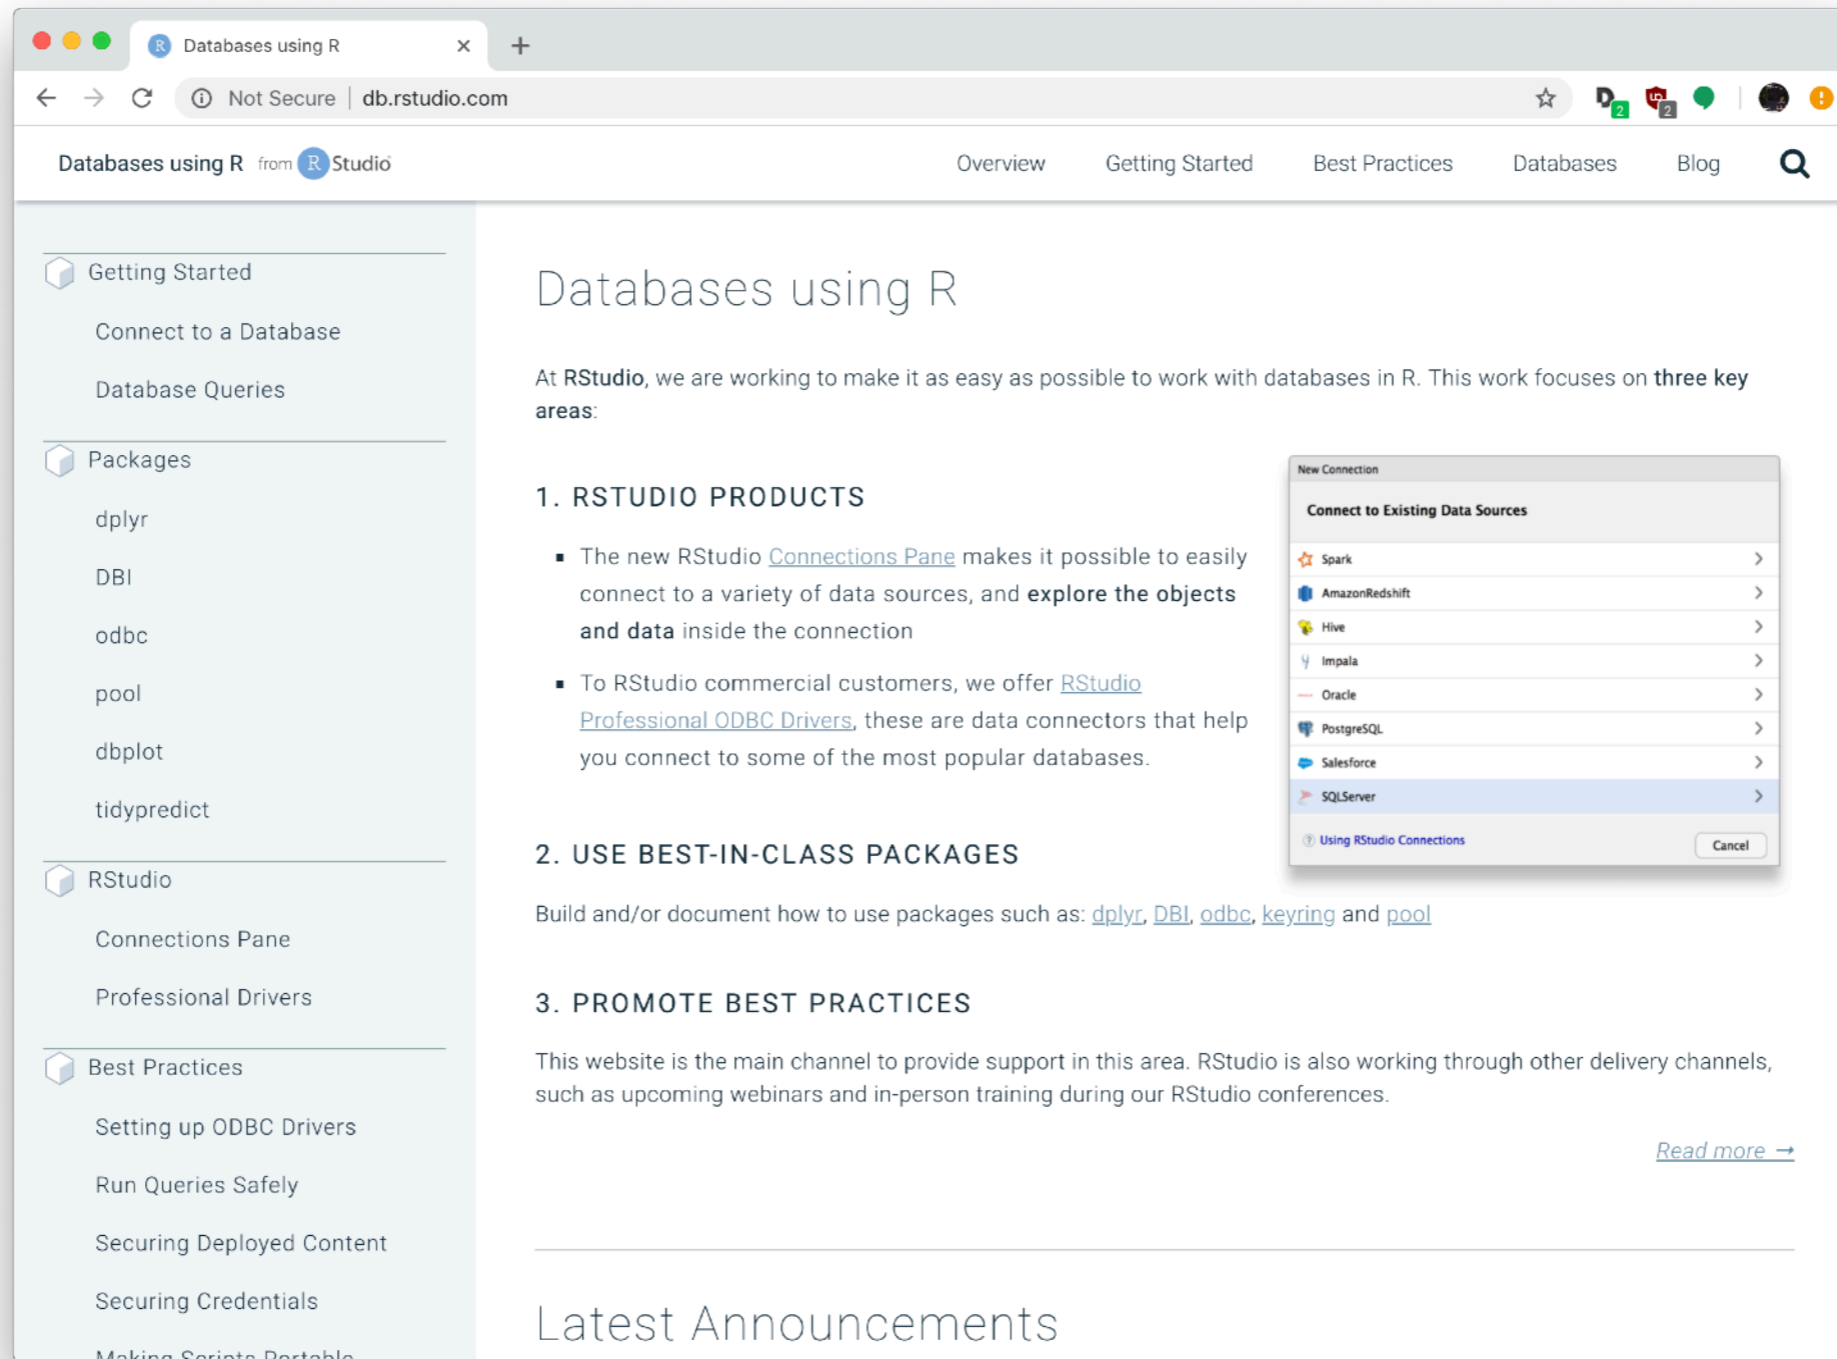 Databases using R
Not Secure | db.rstudio.com
2
2
Databases using R from R Studio
Overview Getting Started Best Practices Databases Blog
Getting Started
Connect to a Database
Database Queries
Packages
dplyr
DBI
odbc
pool
dbplot
tidypredict
RStudio
Connections Pane
Professional Drivers
Best Practices
Setting up ODBC Drivers
Run Queries Safely
Securing Deployed Content
Securing Credentials
Making Scripts Portable
Databases using R
At RStudio, we are working to make it as easy as possible to work with databases in R. This work focuses on three key
areas:
1. RSTUDIO PRODUCTS
▪ The new RStudio Connections Pane makes it possible to easily
connect to a variety of data sources, and explore the objects
and data inside the connection
▪ To RStudio commercial customers, we offer RStudio
Professional ODBC Drivers, these are data connectors that help
you connect to some of the most popular databases.
New Connection
Connect to Existing Data Sources
Spark
AmazonRedshift
Hive
Impala
Oracle
PostgreSQL
Salesforce
SQLServer
? Using RStudio Connections
Cancel
2. USE BEST-IN-CLASS PACKAGES
Build and/or document how to use packages such as: dplyr, DBI, odbc, keyring and pool
3. PROMOTE BEST PRACTICES
This website is the main channel to provide support in this area. RStudio is also working through other delivery channels,
such as upcoming webinars and in-person training during our RStudio conferences.
Read more →
Latest Announcements